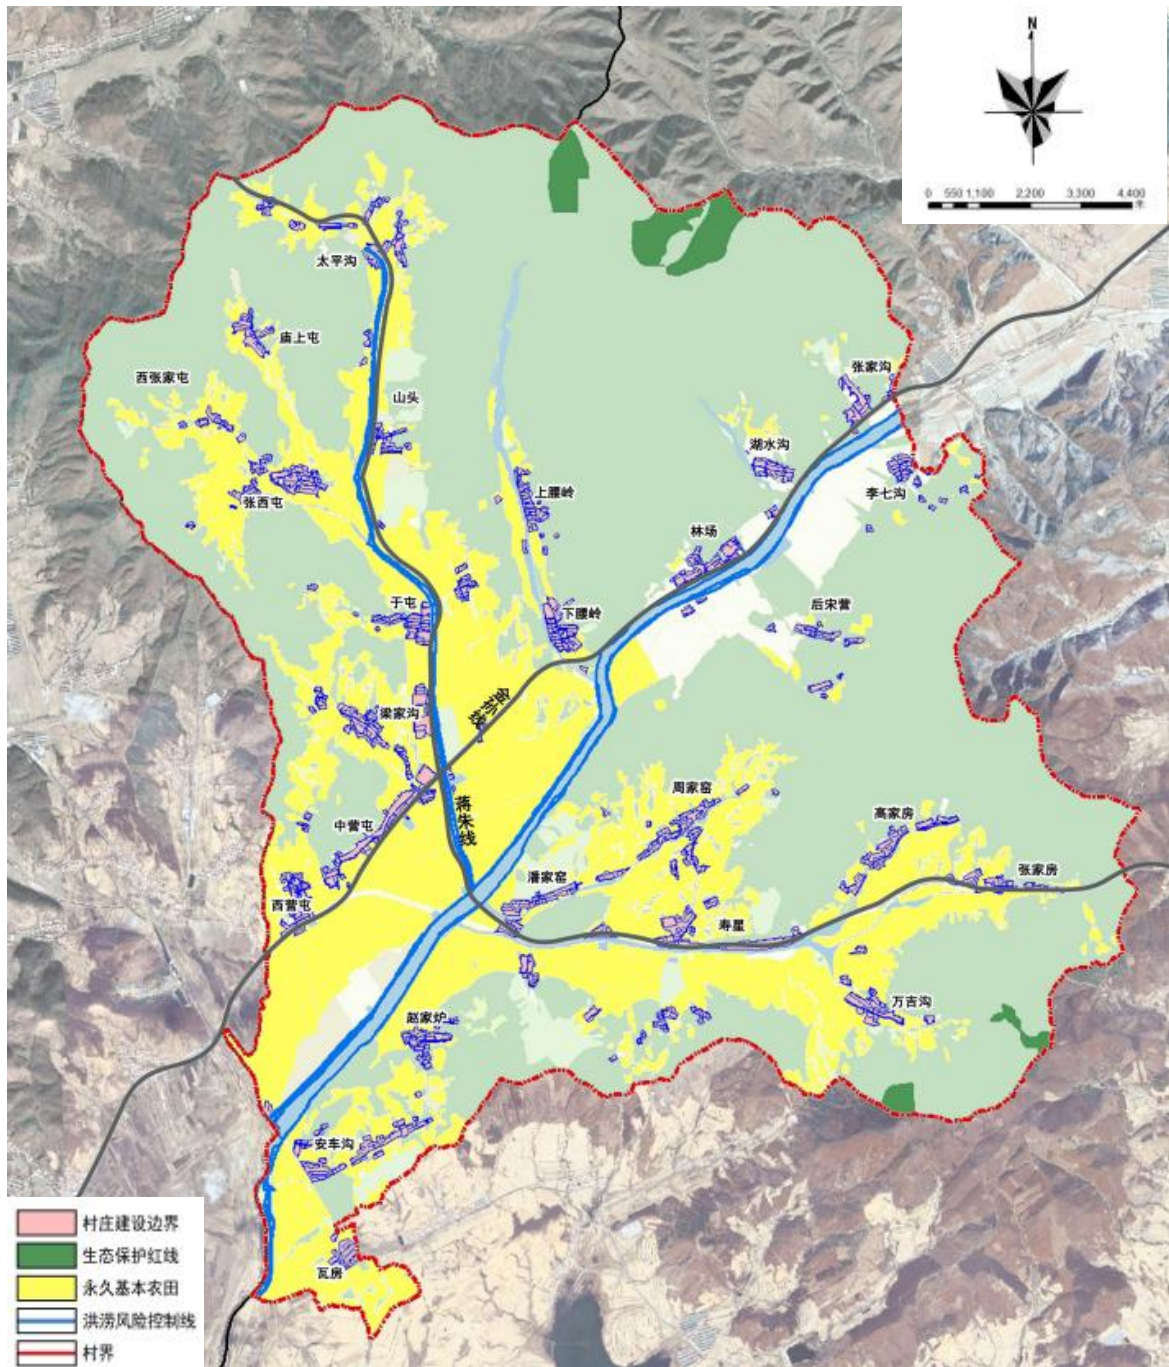 N
0 550 1,100 2,200 3,300 4,400
米
太平沟
庙上屯
西张家屯
山头
张家沟
湖水沟
张西屯
上腰岭
李七沟
林场
于屯
下腰岭
后宋营
金孙线
梁家沟
周家窑
蒋朱线
高家房
中营屯
张家房
潘家窑
西营屯
寿星
万吉沟
赵家炉
安车沟
瓦房
村庄建设边界
生态保护红线
永久基本农田
洪涝风险控制线
村界